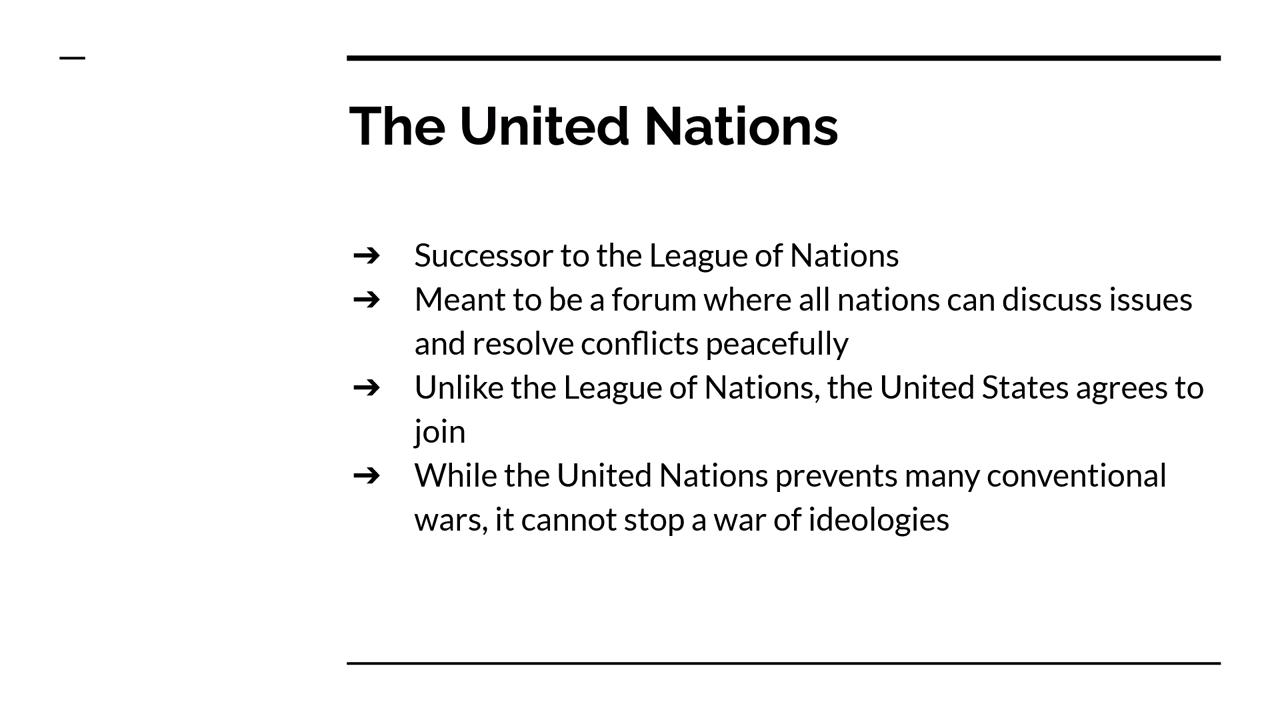 The United Nations
➔ Successor to the League of Nations
➔ Meant to be a forum where all nations can discuss issues
and resolve conflicts peacefully
➔ Unlike the League of Nations, the United States agrees to
join
➔ While the United Nations prevents many conventional
wars, it cannot stop a war of ideologies